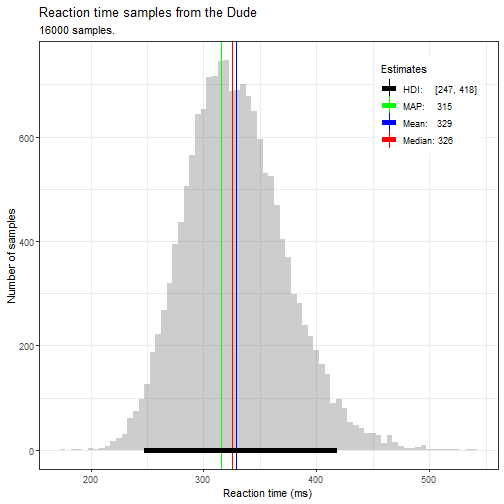 Reaction time samples from the Dude
16000 samples.
Estimates
HDI: [247, 418]
MAP: 315
Mean: 329
Median: 326
Number of samples
600
400
200
0
200 300 400 500
Reaction time (ms)